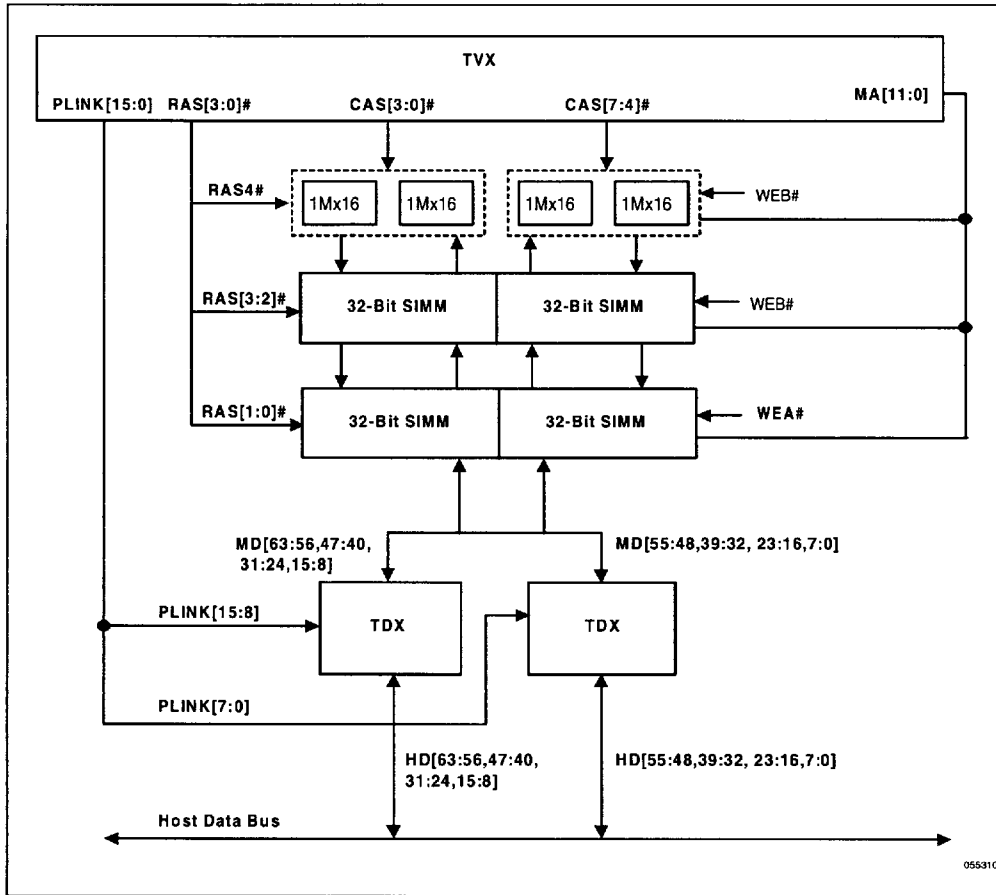 TVX
PLINK[15:0] RAS[3:0]# CAS[3:0]# CAS[7:4]# MA[11:0]
RAS4# 1Mx16 1Mx16 1Mx16 1Mx16 WEB#
RAS[3:2]# 32-Bit SIMM 32-Bit SIMM WEB#
RAS[1:0]# 32-Bit SIMM 32-Bit SIMM WEA#
MD[63:56,47:40,
31:24,15:8]
MD[55:48,39:32, 23:16,7:0]
PLINK[15:8] TDX TDX
PLINK[7:0]
HD[63:56,47:40,
31:24,15:8]
HD[55:48,39:32, 23:16,7:0]
Host Data Bus
055310